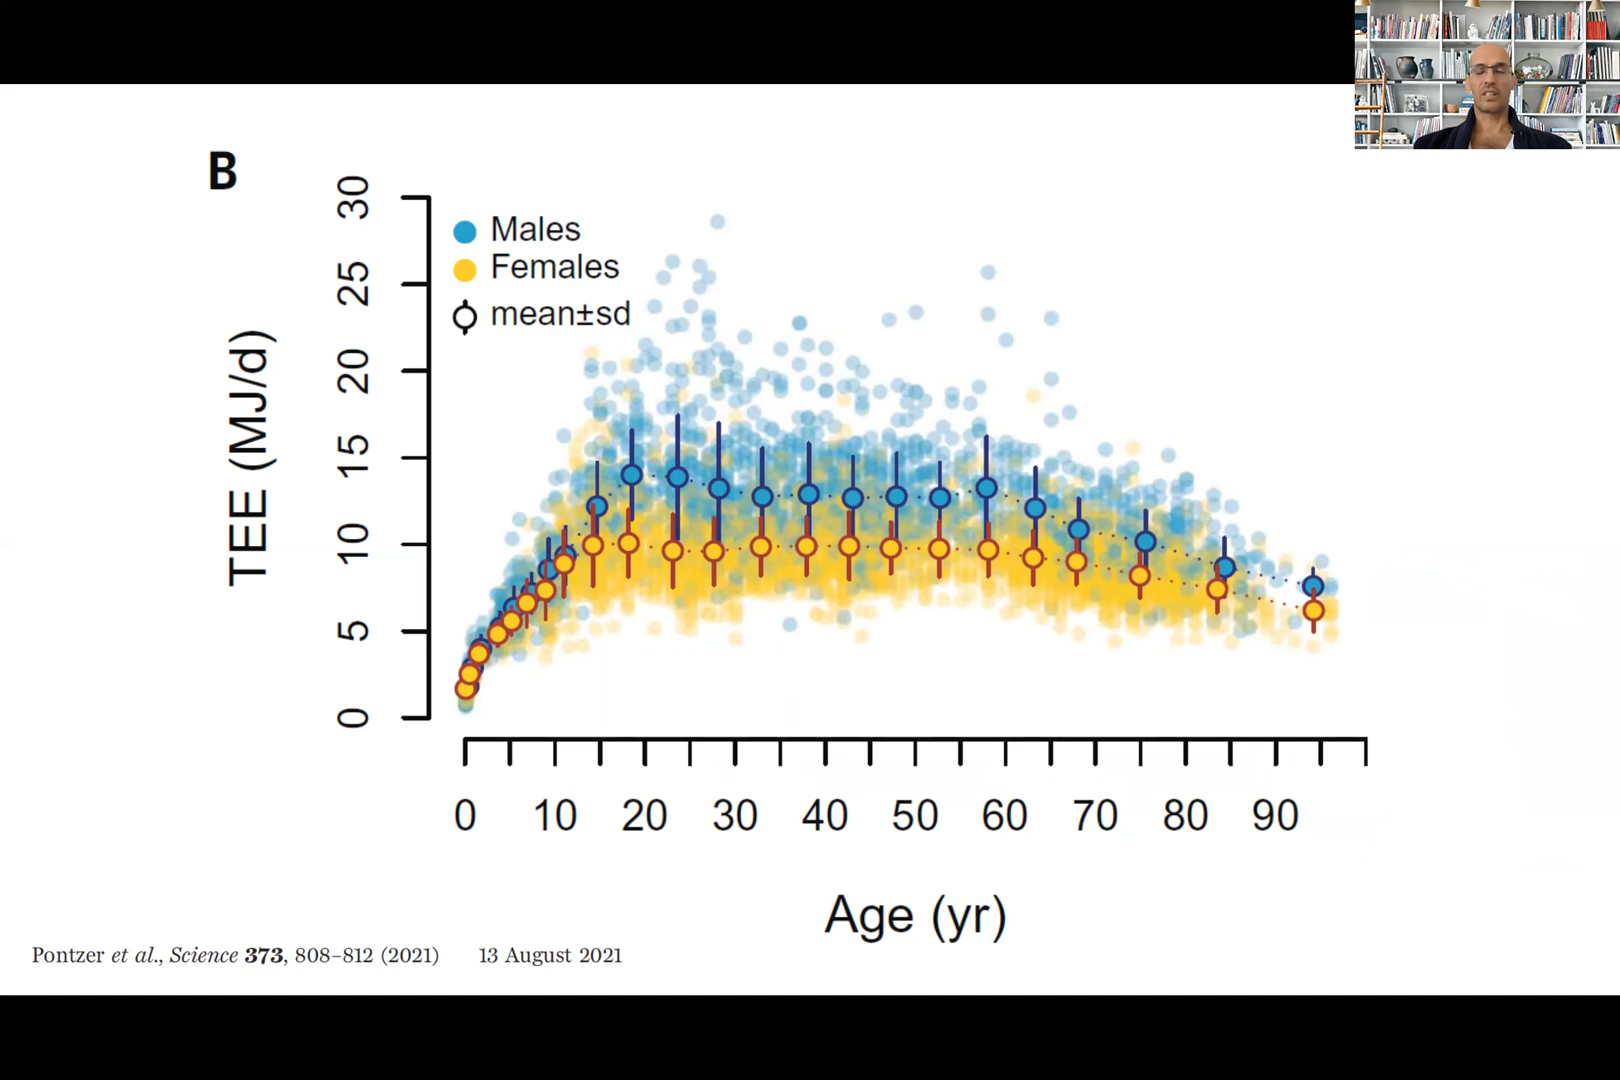 B
TEE (MJ/d)
30
25
20
15
10
5
0
Males
Females
mean±sd
0 10 20 30 40 50 60 70 80 90
Age (yr)
Pontzer et al., Science 373, 808–812 (2021) 13 August 2021